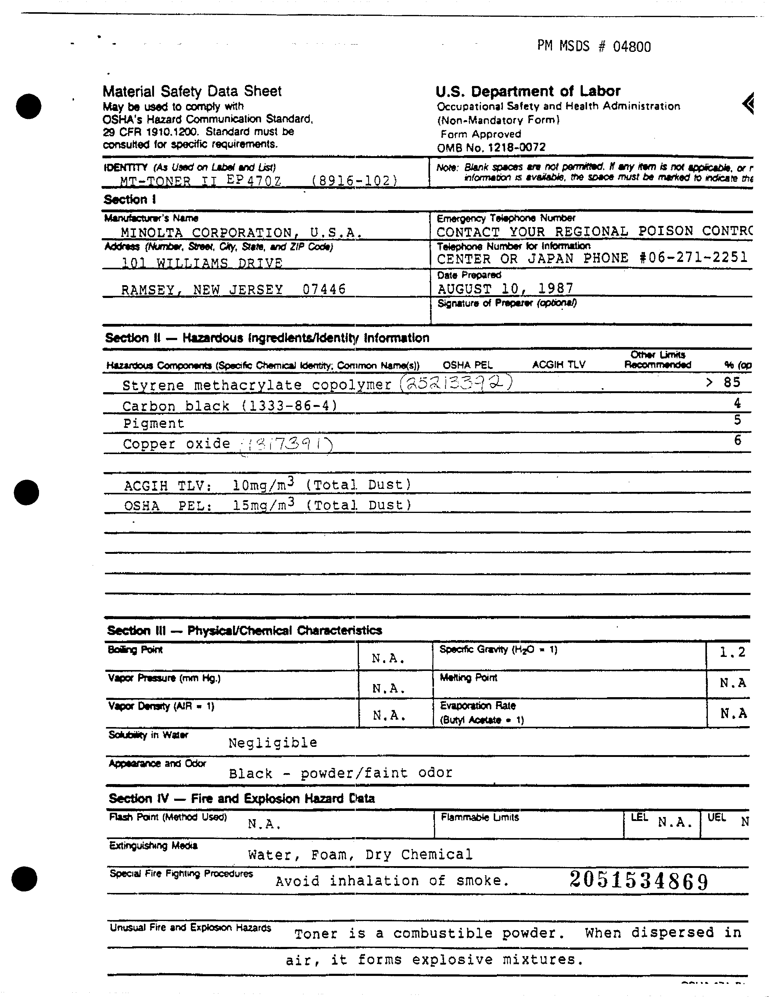 PM MSDS # 04800
Material Safety Data Sheet
May be used to comply with
OSHA's Hazard Communication Standard,
29 CFR 1910.1200. Standard must be
consulted for specific requirements.
U.S. Department of Labor
Occupational Safety and Health Administration
(Non-Mandatory Form)
Form Approved
OMB No. 1218-0072
IDENTITY (As Used on Label and List)
MT-TONER II EP470Z (8916-102)
Note: Blank spaces are not permitted. If any item is not applicable, or
information is available, the space must be marked to indicate
Section I
Manufacturer's Name
MINOLTA CORPORATION, U.S.A.
Emergency Telephone Number
CONTACT YOUR REGIONAL POISON CONTRO
Address (Number, Street, City, State, and ZIP Code)
101 WILLIAMS DRIVE
Telephone Number for Information
CENTER OR JAPAN PHONE #06-271-2251
RAMSEY, NEW JERSEY 07446
Date Prepared
AUGUST 10, 1987
Signature of Preparer (optional)
Section II — Hazardous Ingredients/Identity Information
Hazardous Components (Specific Chemical Identity; Common Name(s)) OSHA PEL ACGIH TLV Other Limits Recommended % (op
Styrene methacrylate copolymer (25213392) > 85
Carbon black (1333-86-4) 4
Pigment 5
Copper oxide (1317391) 6
ACGIH TLV: 10mg/m3 (Total Dust)
OSHA PEL: 15mg/m3 (Total Dust)
Section III — Physical/Chemical Characteristics
Boiling Point N.A. Specific Gravity (H2O = 1) 1.2
Vapor Pressure (mm Hg.) N.A. Melting Point N.A
Vapor Density (AIR = 1) N.A. Evaporation Rate (Butyl Acetate = 1) N.A
Solubility in Water Negligible
Appearance and Odor Black - powder/faint odor
Section IV — Fire and Explosion Hazard Data
Flash Point (Method Used) N.A. Flammable Limits LEL N.A. UEL N
Extinguishing Media Water, Foam, Dry Chemical
Special Fire Fighting Procedures Avoid inhalation of smoke. 2051534869
Unusual Fire and Explosion Hazards Toner is a combustible powder. When dispersed in
air, it forms explosive mixtures.